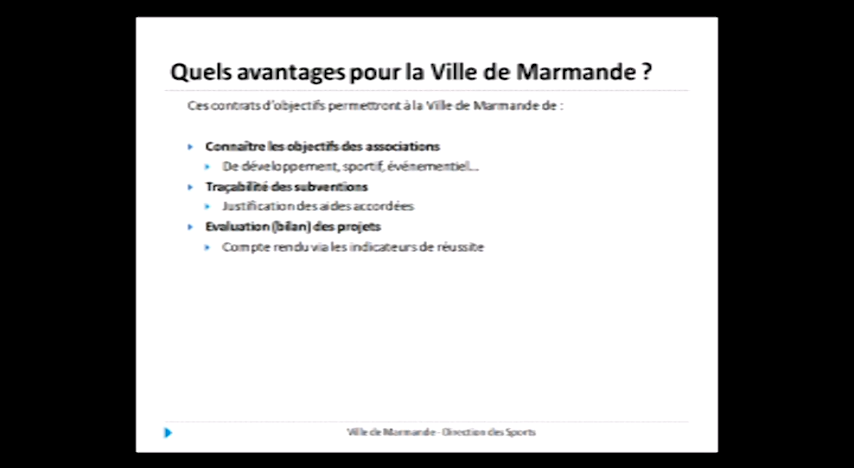 Quels avantages pour la Ville de Marmande ?
Ces contrats d'objectifs permettront à la Ville de Marmande de :
Connaître les objectifs des associations
De développement, sportif, événementiel...
Traçabilité des subventions
Justification des aides accordées
Evaluation (bilan) des projets
Compte rendu via les indicateurs de réussite
Ville de Marmande - Direction des Sports